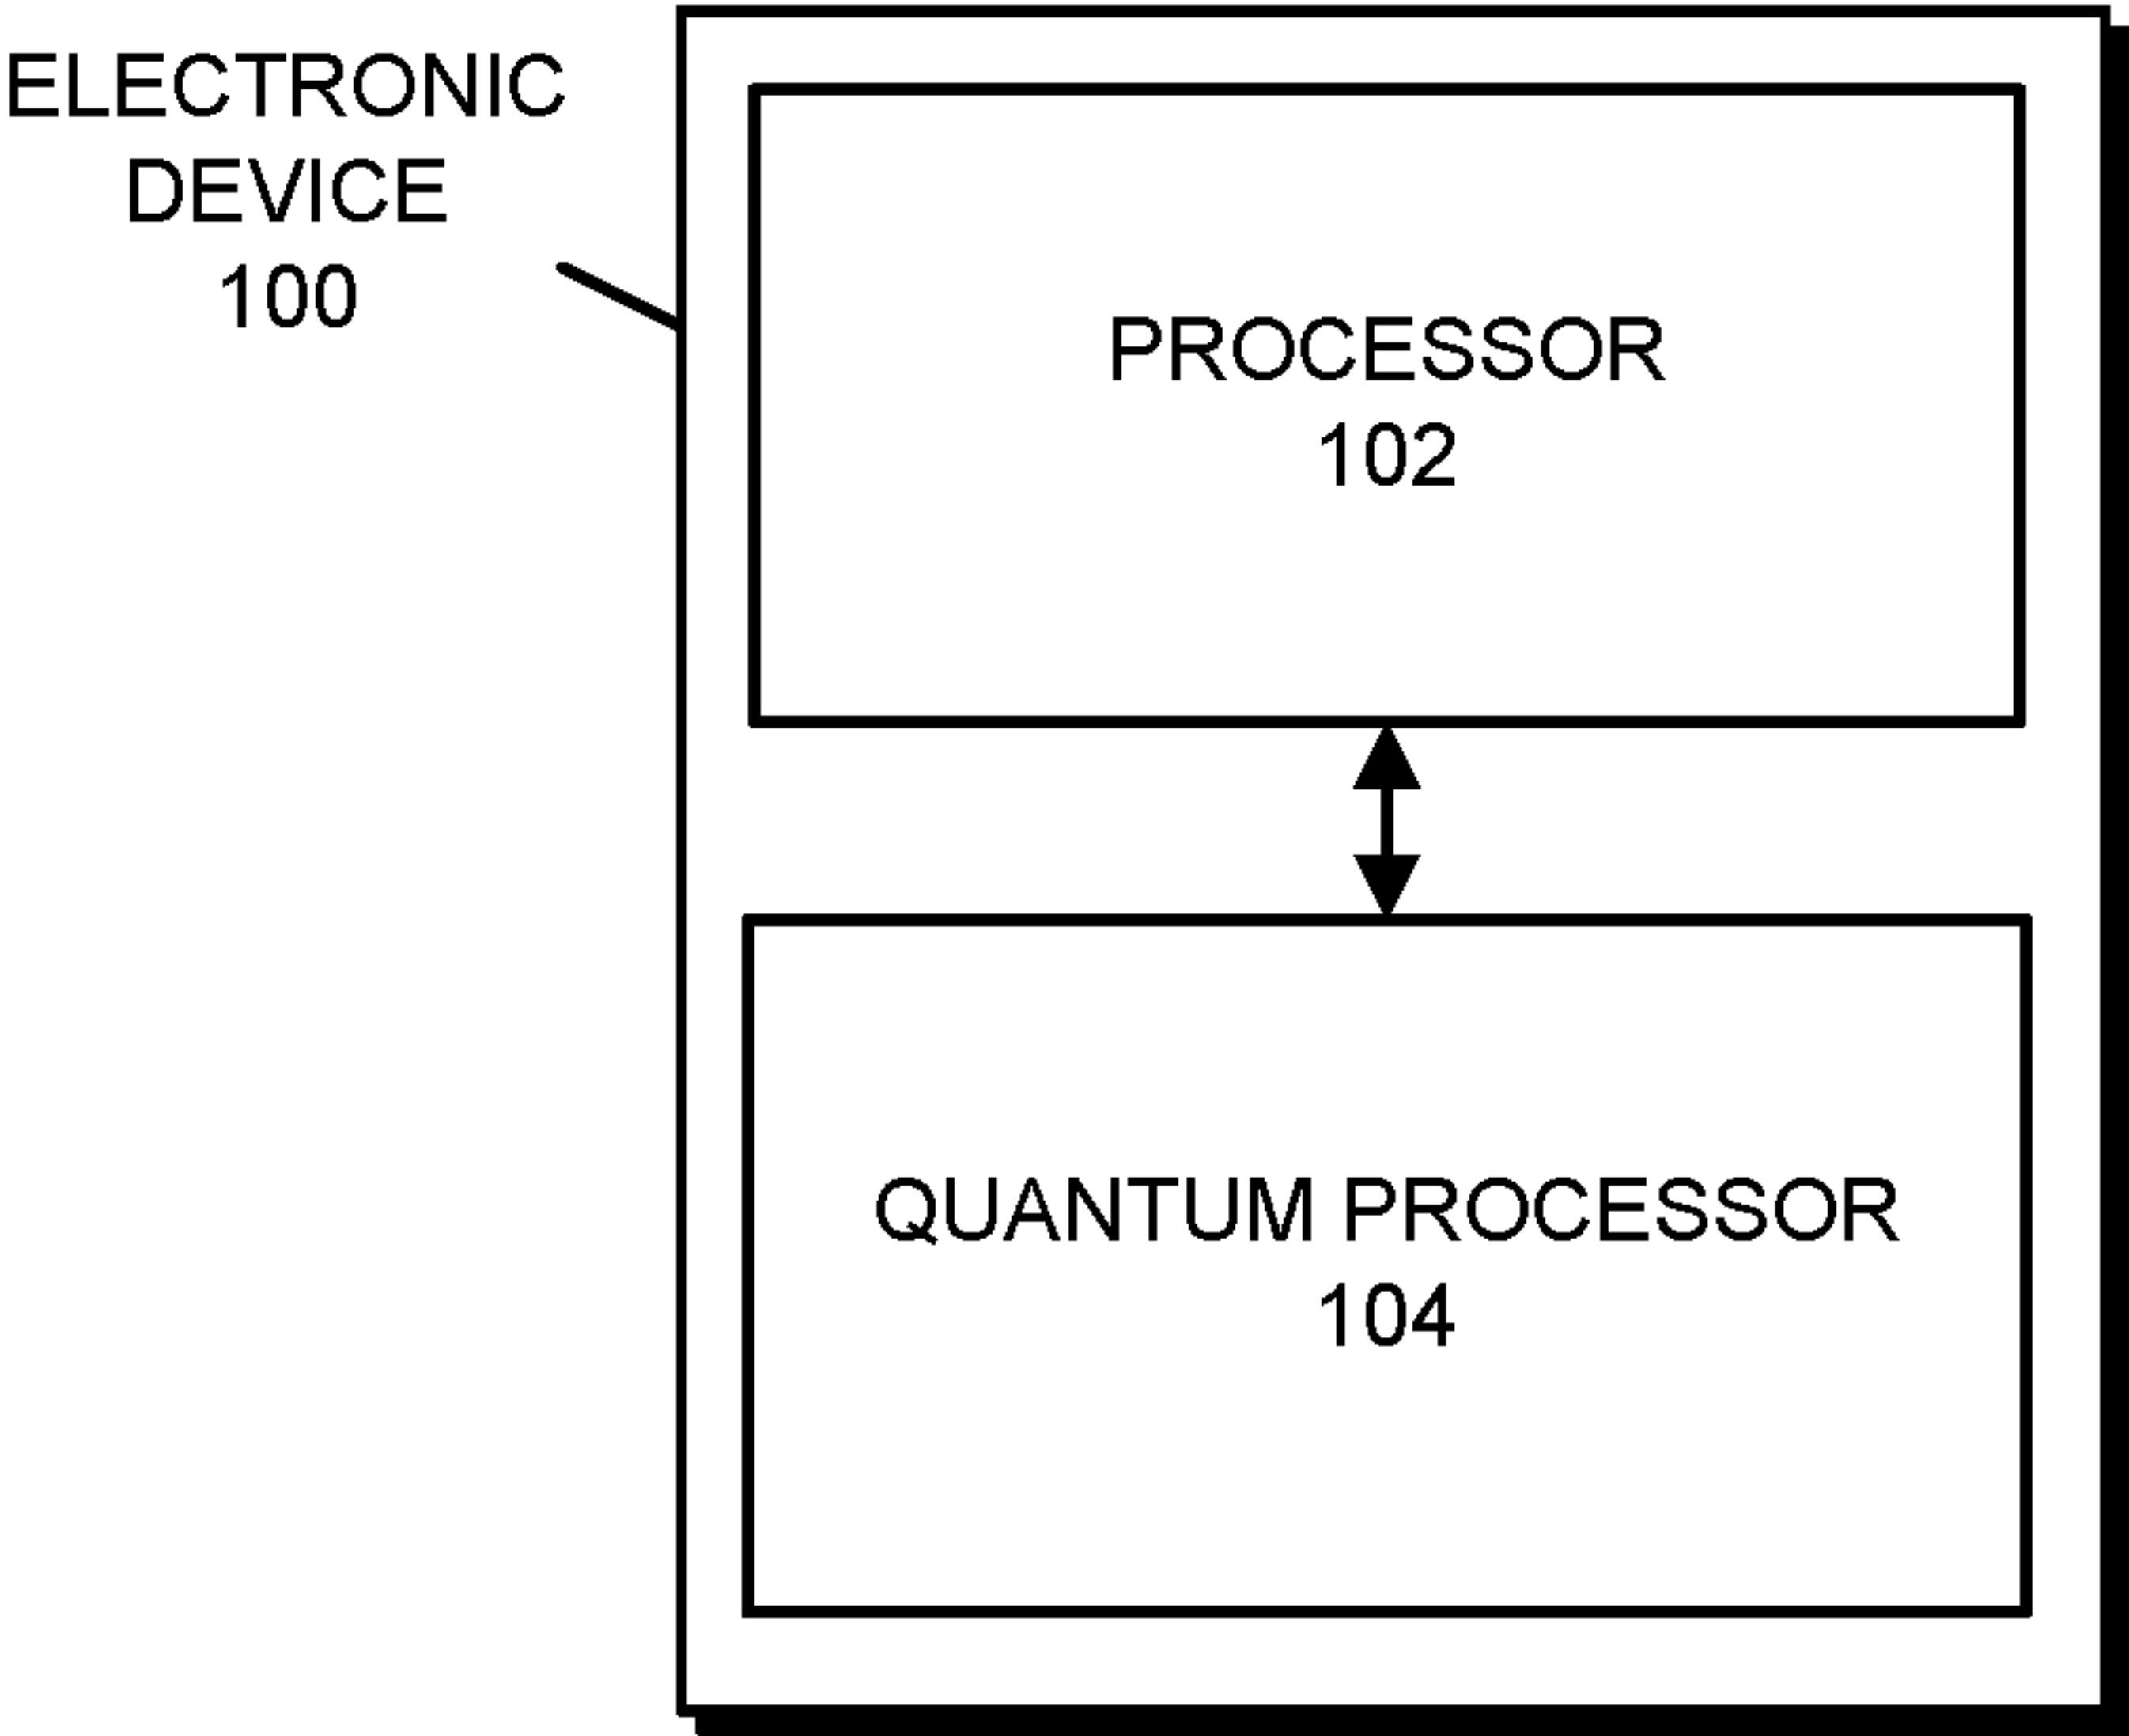 ELECTRONIC
DEVICE
100
PROCESSOR
102
QUANTUM PROCESSOR
104